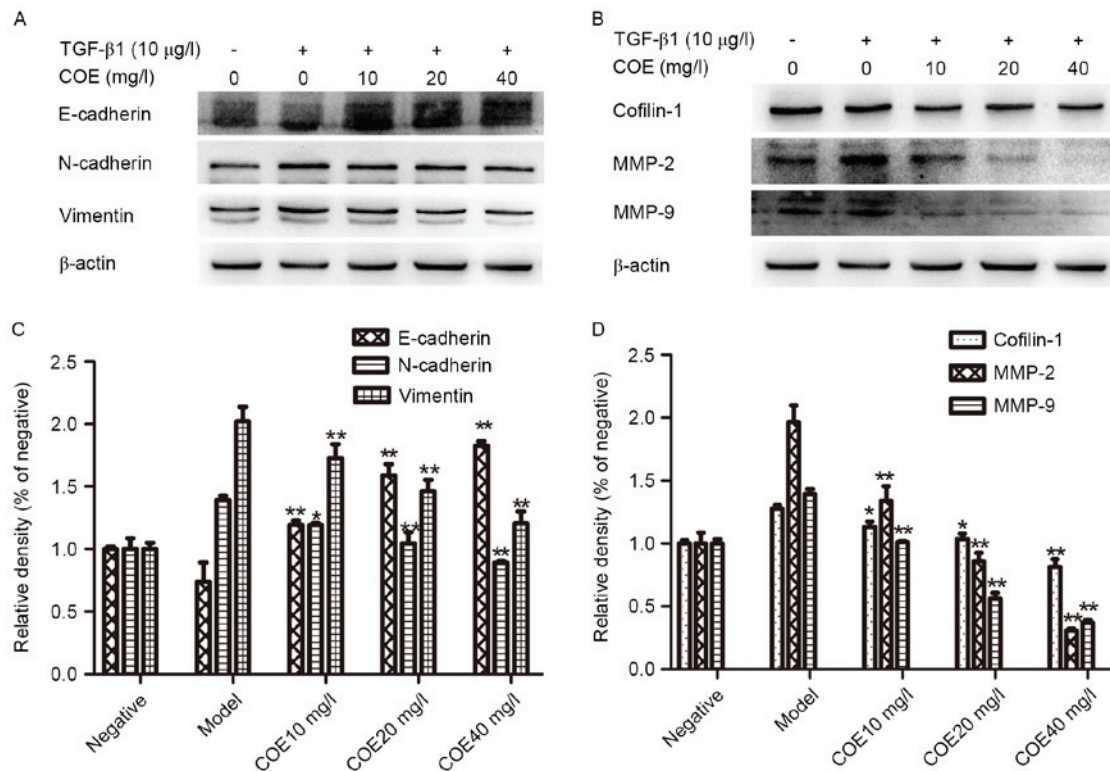 A
TGF-β1 (10 μg/l) - + + + +
COE (mg/l) 0 0 10 20 40
E-cadherin
N-cadherin
Vimentin
β-actin
B
TGF-β1 (10 μg/l) - + + + +
COE (mg/l) 0 0 10 20 40
Cofilin-1
MMP-2
MMP-9
β-actin
C
E-cadherin
N-cadherin
Vimentin
Relative density (% of negative)
2.5
2.0
1.5
1.0
0.5
0.0
** * **
** ** **
** ** **
Negative
Model
COE10 mg/l
COE20 mg/l
COE40 mg/l
D
Cofilin-1
MMP-2
MMP-9
Relative density (% of negative)
2.5
2.0
1.5
1.0
0.5
0.0
* ** **
* ** **
** ** **
Negative
Model
COE10 mg/l
COE20 mg/l
COE40 mg/l